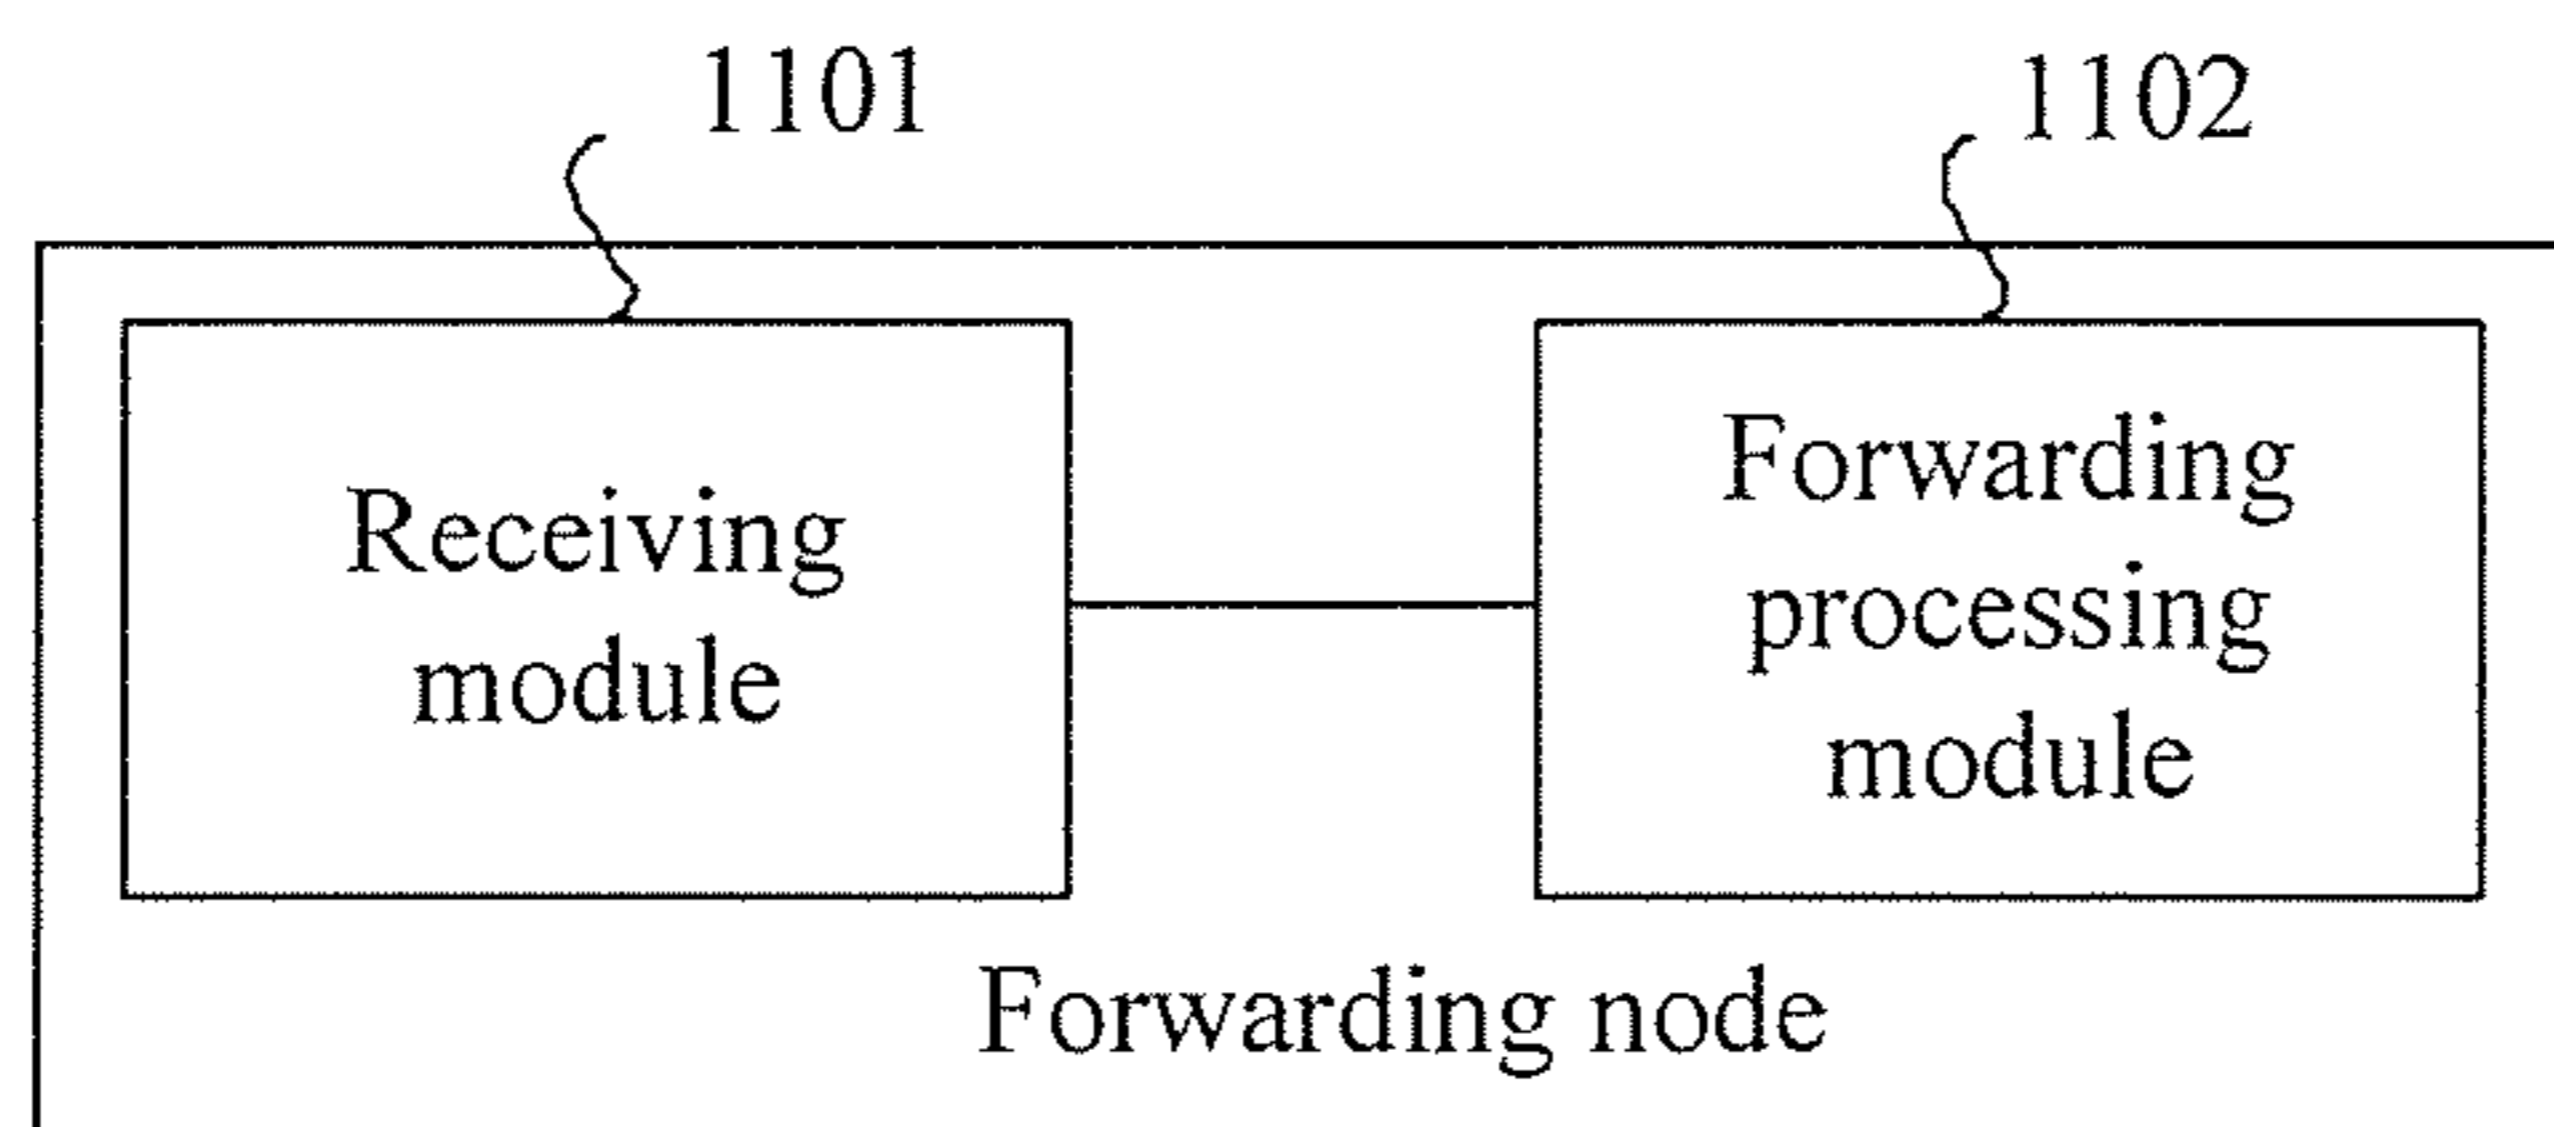 1101
1102
Receiving
module
Forwarding
processing
module
Forwarding node